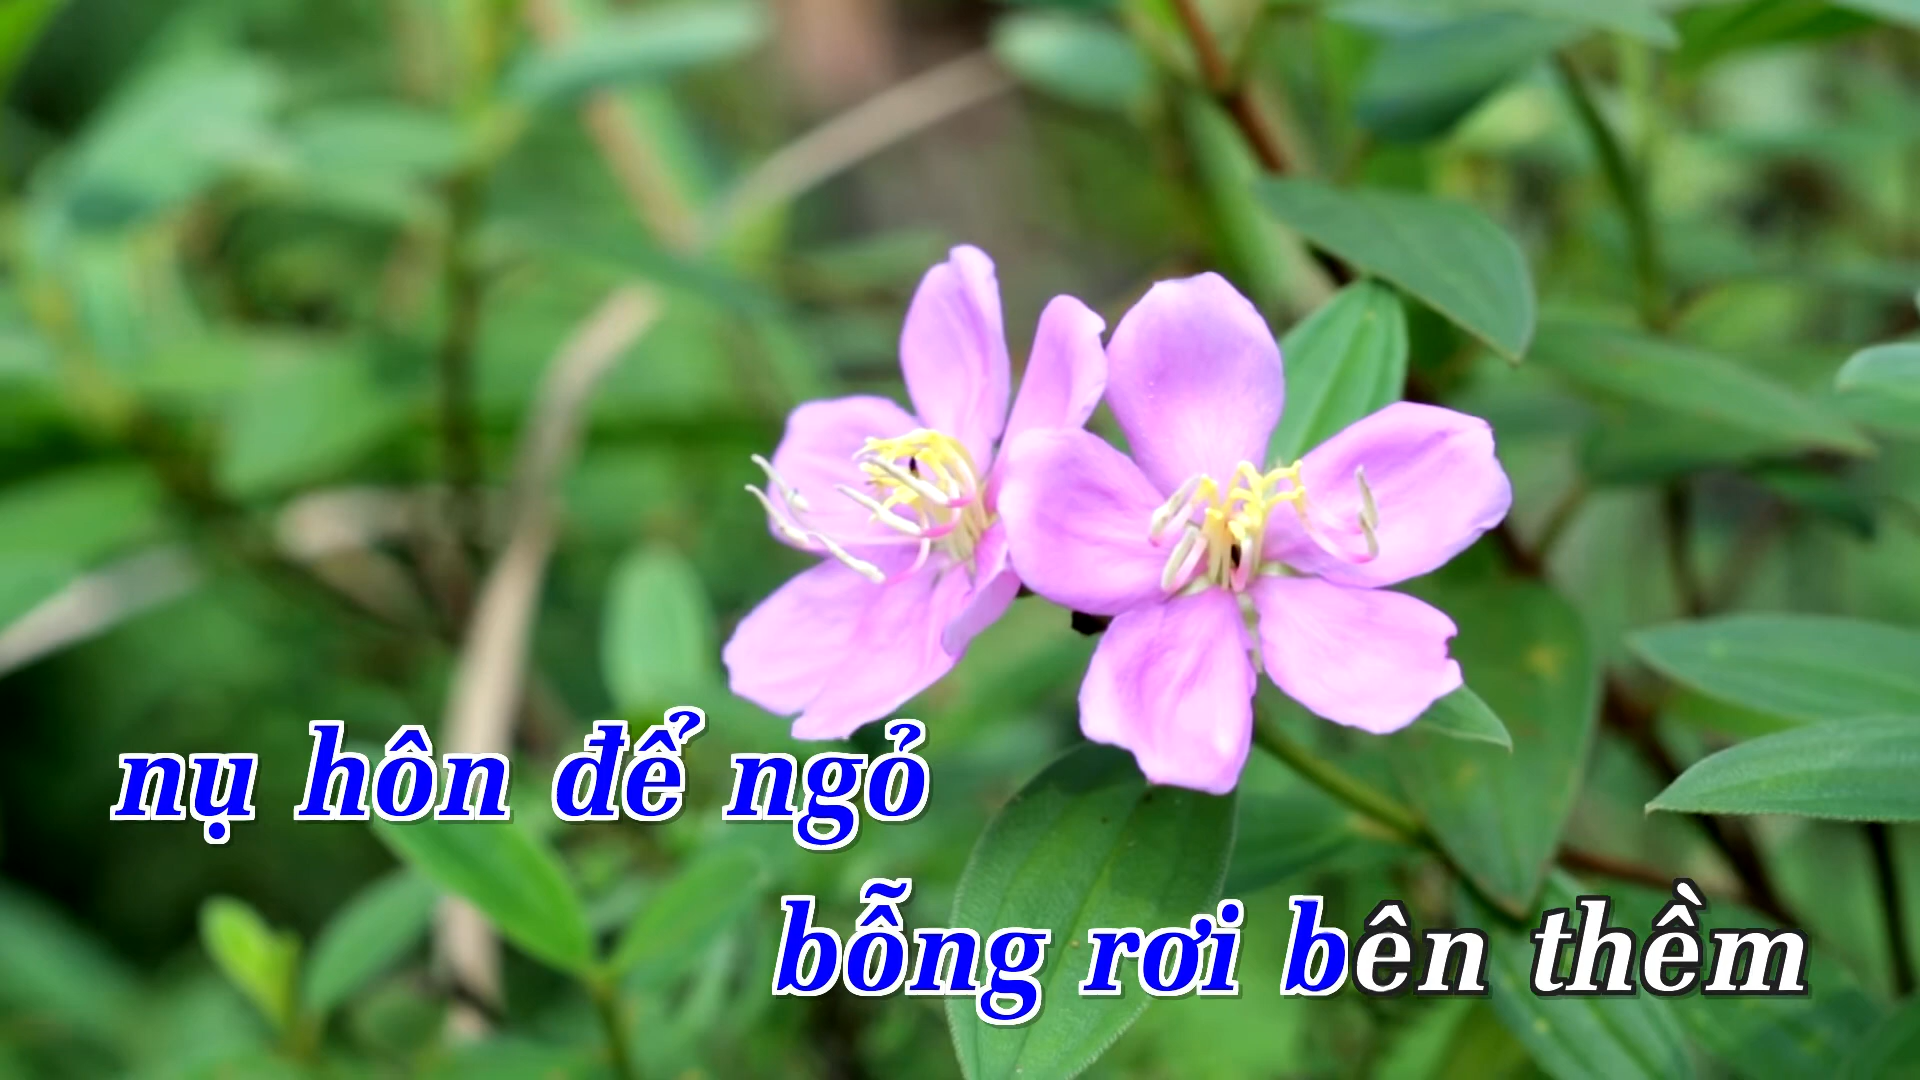 nụ hôn để ngỏ
bỗng rơi bên thềm